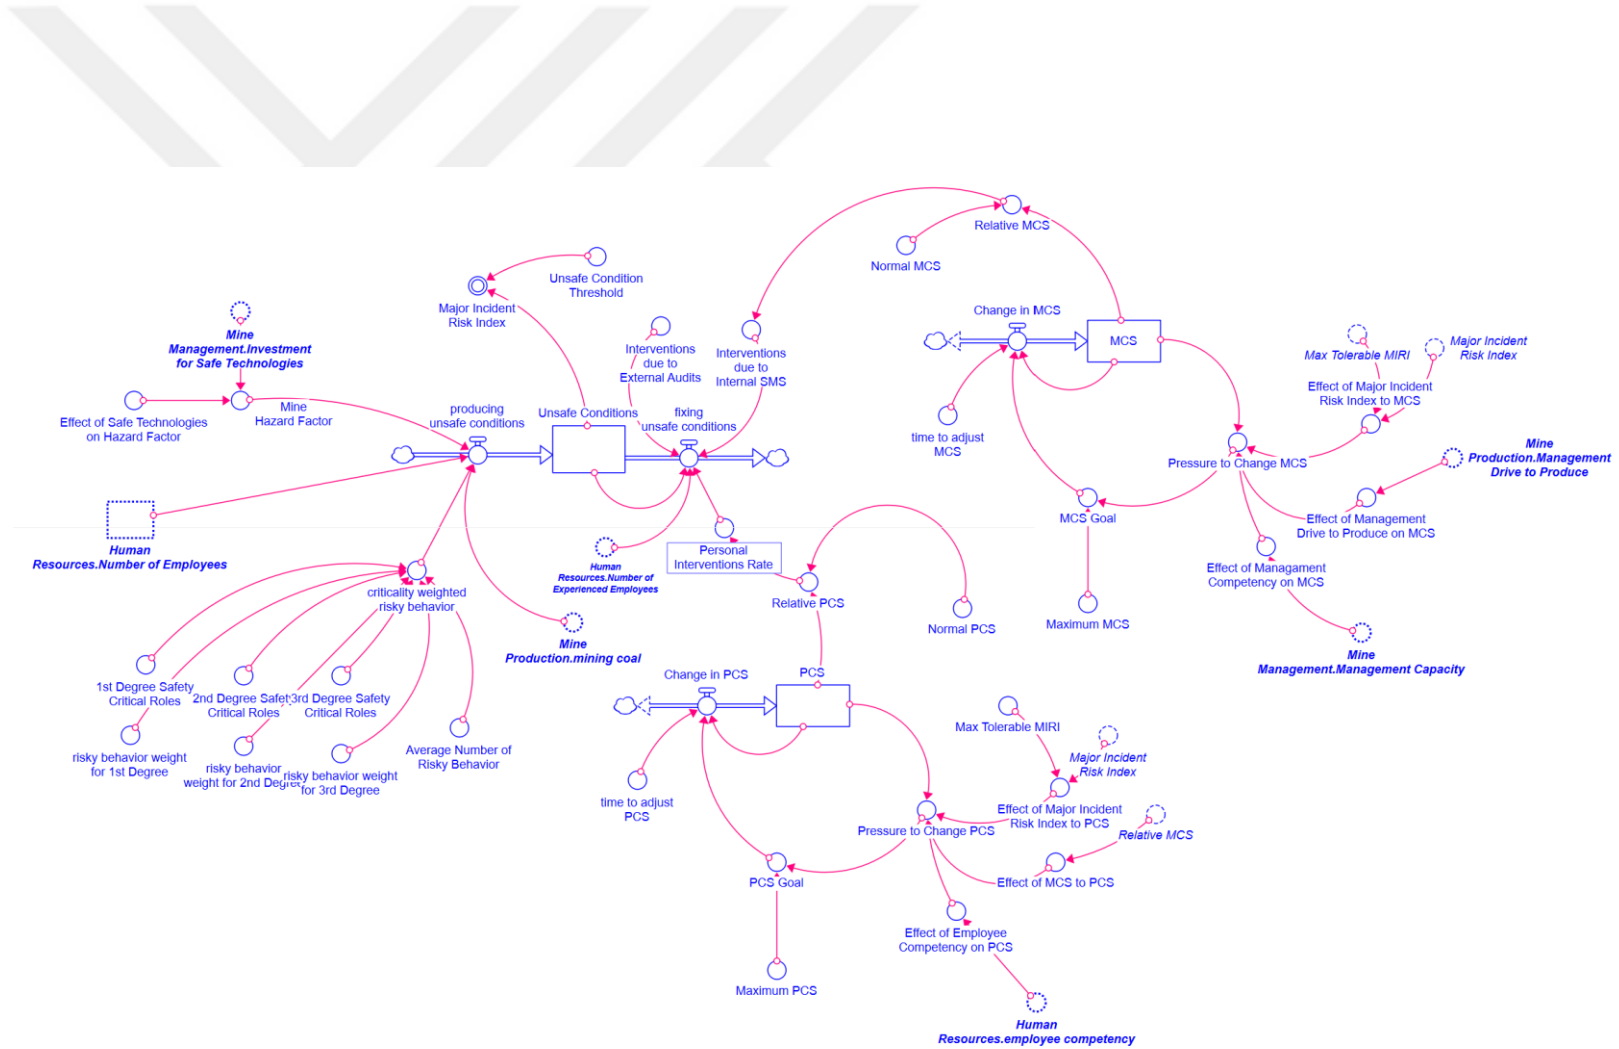 Relative MCS
Normal MCS
Unsafe Condition
Threshold
Major Incident
Risk Index
Change in MCS
MCS
Mine
Management.Investment
for Safe Technologies
Interventions
due to
External Audits
Interventions
due to
Internal SMS
Max Tolerable MIRI
Major Incident
Risk Index
Effect of Major Incident
Risk Index to MCS
Effect of Safe Technologies
on Hazard Factor
Mine
Hazard Factor
producing
unsafe conditions
Unsafe Conditions
fixing
unsafe conditions
time to adjust
MCS
Pressure to Change MCS
Mine
Production.Management
Drive to Produce
MCS Goal
Effect of Management
Drive to Produce on MCS
Human
Resources.Number of Employees
Human
Resources.Number of
Experienced Employees
Personal
Interventions Rate
Effect of Managament
Competency on MCS
criticality weighted
risky behavior
Relative PCS
Normal PCS
Maximum MCS
Mine
Production.mining coal
Mine
Management.Management Capacity
1st Degree Safety
Critical Roles
2nd Degree Safety
Critical Roles
3rd Degree Safety
Critical Roles
Change in PCS
PCS
risky behavior weight
for 1st Degree
risky behavior
weight for 2nd Degree
risky behavior weight
for 3rd Degree
Average Number of
Risky Behavior
Max Tolerable MIRI
Major Incident
Risk Index
time to adjust
PCS
Effect of Major Incident
Risk Index to PCS
Pressure to Change PCS
Relative MCS
PCS Goal
Effect of MCS to PCS
Effect of Employee
Competency on PCS
Maximum PCS
Human
Resources.employee competency